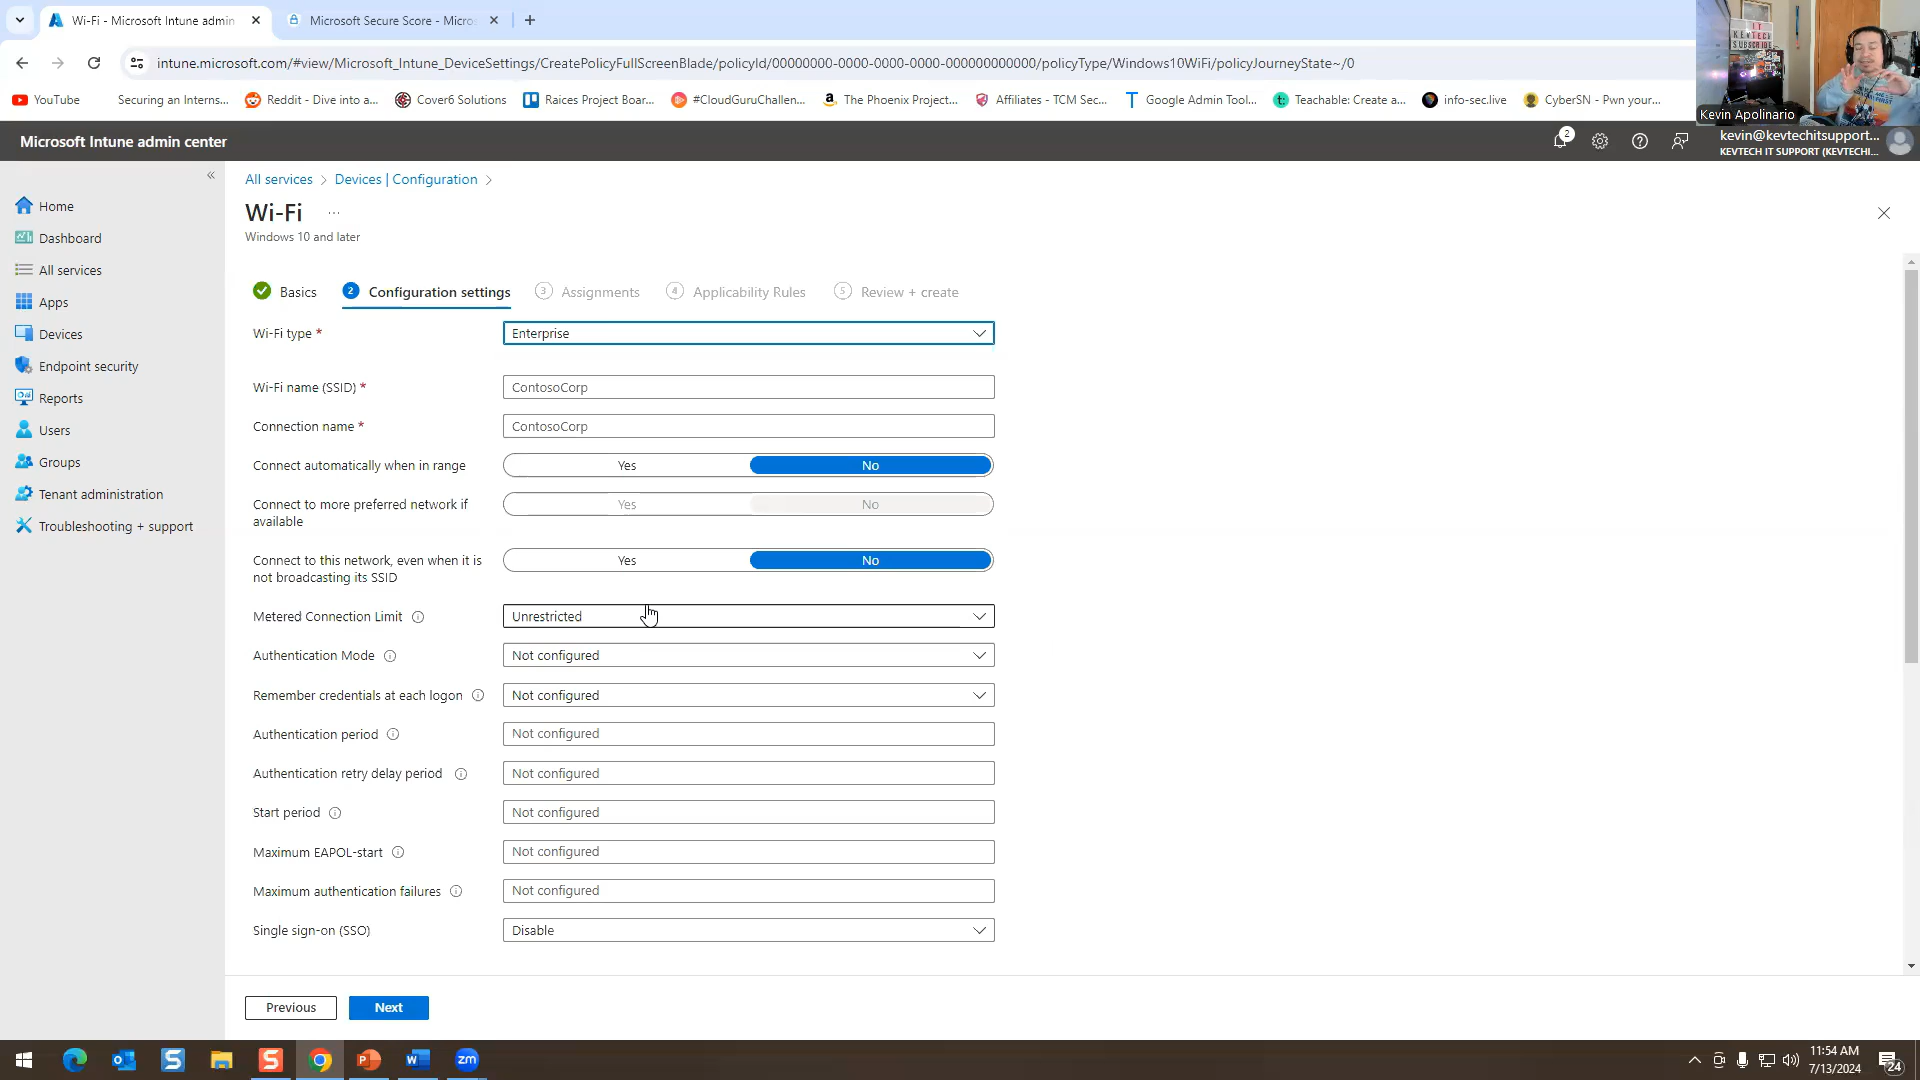 Wi-Fi - Microsoft Intune admin
Microsoft Secure Score - Micros
intune.microsoft.com/#view/Microsoft_Intune_DeviceSettings/CreatePolicyFullScreenBlade/policyId/00000000-0000-0000-0000-000000000000/policyType/Windows10WiFi/policyJourneyState~/0
YouTube
Securing an Interns...
Reddit - Dive into a...
Cover6 Solutions
Raices Project Boar...
#CloudGuruChallen...
The Phoenix Project...
Affiliates - TCM Sec...
Google Admin Tool...
Teachable: Create a...
info-sec.live
CyberSN - Pwn your...
IT
KEVTECH
SUBSCRIBE
Kevin Apolinario
Microsoft Intune admin center
2
kevin@kevtechitsupport...
KEVTECH IT SUPPORT (KEVTECHI...
Home
Dashboard
All services
Apps
Devices
Endpoint security
Reports
Users
Groups
Tenant administration
Troubleshooting + support
All services > Devices | Configuration >
Wi-Fi ...
Windows 10 and later
Basics
2 Configuration settings
3 Assignments
4 Applicability Rules
5 Review + create
Wi-Fi type * Enterprise
Wi-Fi name (SSID) * ContosoCorp
Connection name * ContosoCorp
Connect automatically when in range Yes No
Connect to more preferred network if
available
Yes No
Connect to this network, even when it is
not broadcasting its SSID
Yes No
Metered Connection Limit Unrestricted
Authentication Mode Not configured
Remember credentials at each logon Not configured
Authentication period Not configured
Authentication retry delay period Not configured
Start period Not configured
Maximum EAPOL-start Not configured
Maximum authentication failures Not configured
Single sign-on (SSO) Disable
Previous
Next
S
S
P
W
zm
11:54 AM
7/13/2024
24